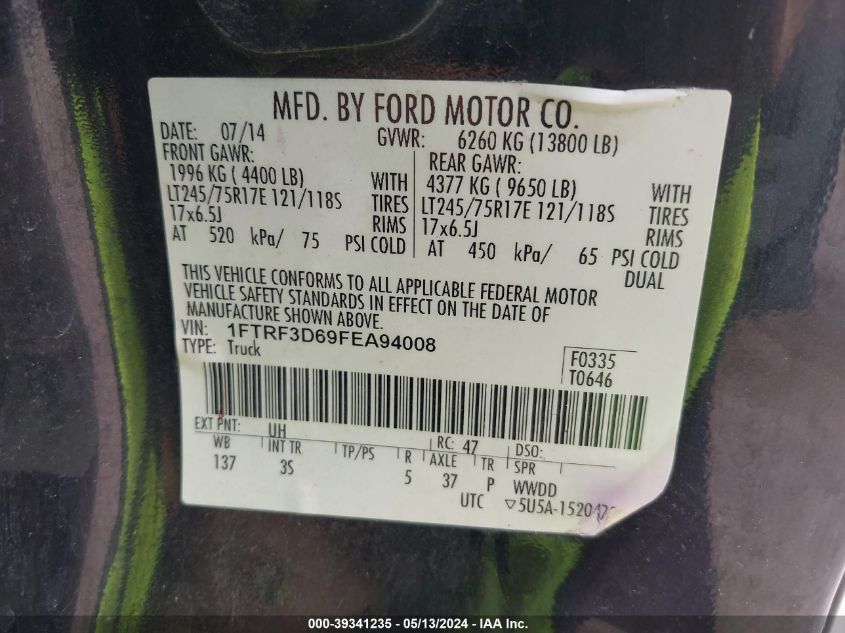 MFD. BY FORD MOTOR CO.
DATE: 07/14 GVWR: 6260 KG (13800 LB)
FRONT GAWR: REAR GAWR:
1996 KG ( 4400 LB) WITH 4377 KG ( 9650 LB) WITH
LT245/75R17E 121/118S TIRES LT245/75R17E 121/118S TIRES
17x6.5J RIMS 17x6.5J RIMS
AT 520 kPa/ 75 PSI COLD AT 450 kPa/ 65 PSI COLD
DUAL
THIS VEHICLE CONFORMS TO ALL APPLICABLE FEDERAL MOTOR
VEHICLE SAFETY STANDARDS IN EFFECT ON THE DATE OF
MANUFACTURE SHOWN ABOVE.
VIN: 1FTRF3D69FEA94008
TYPE: Truck
F0335
T0646
EXT PNT: UH RC: 47 DSO:
WB INT TR TP/PS R AXLE TR SPR
137 3S 5 37 P WWDD
UTC ▽5U5A-1520472
000-39341235 - 05/13/2024 - IAA Inc.